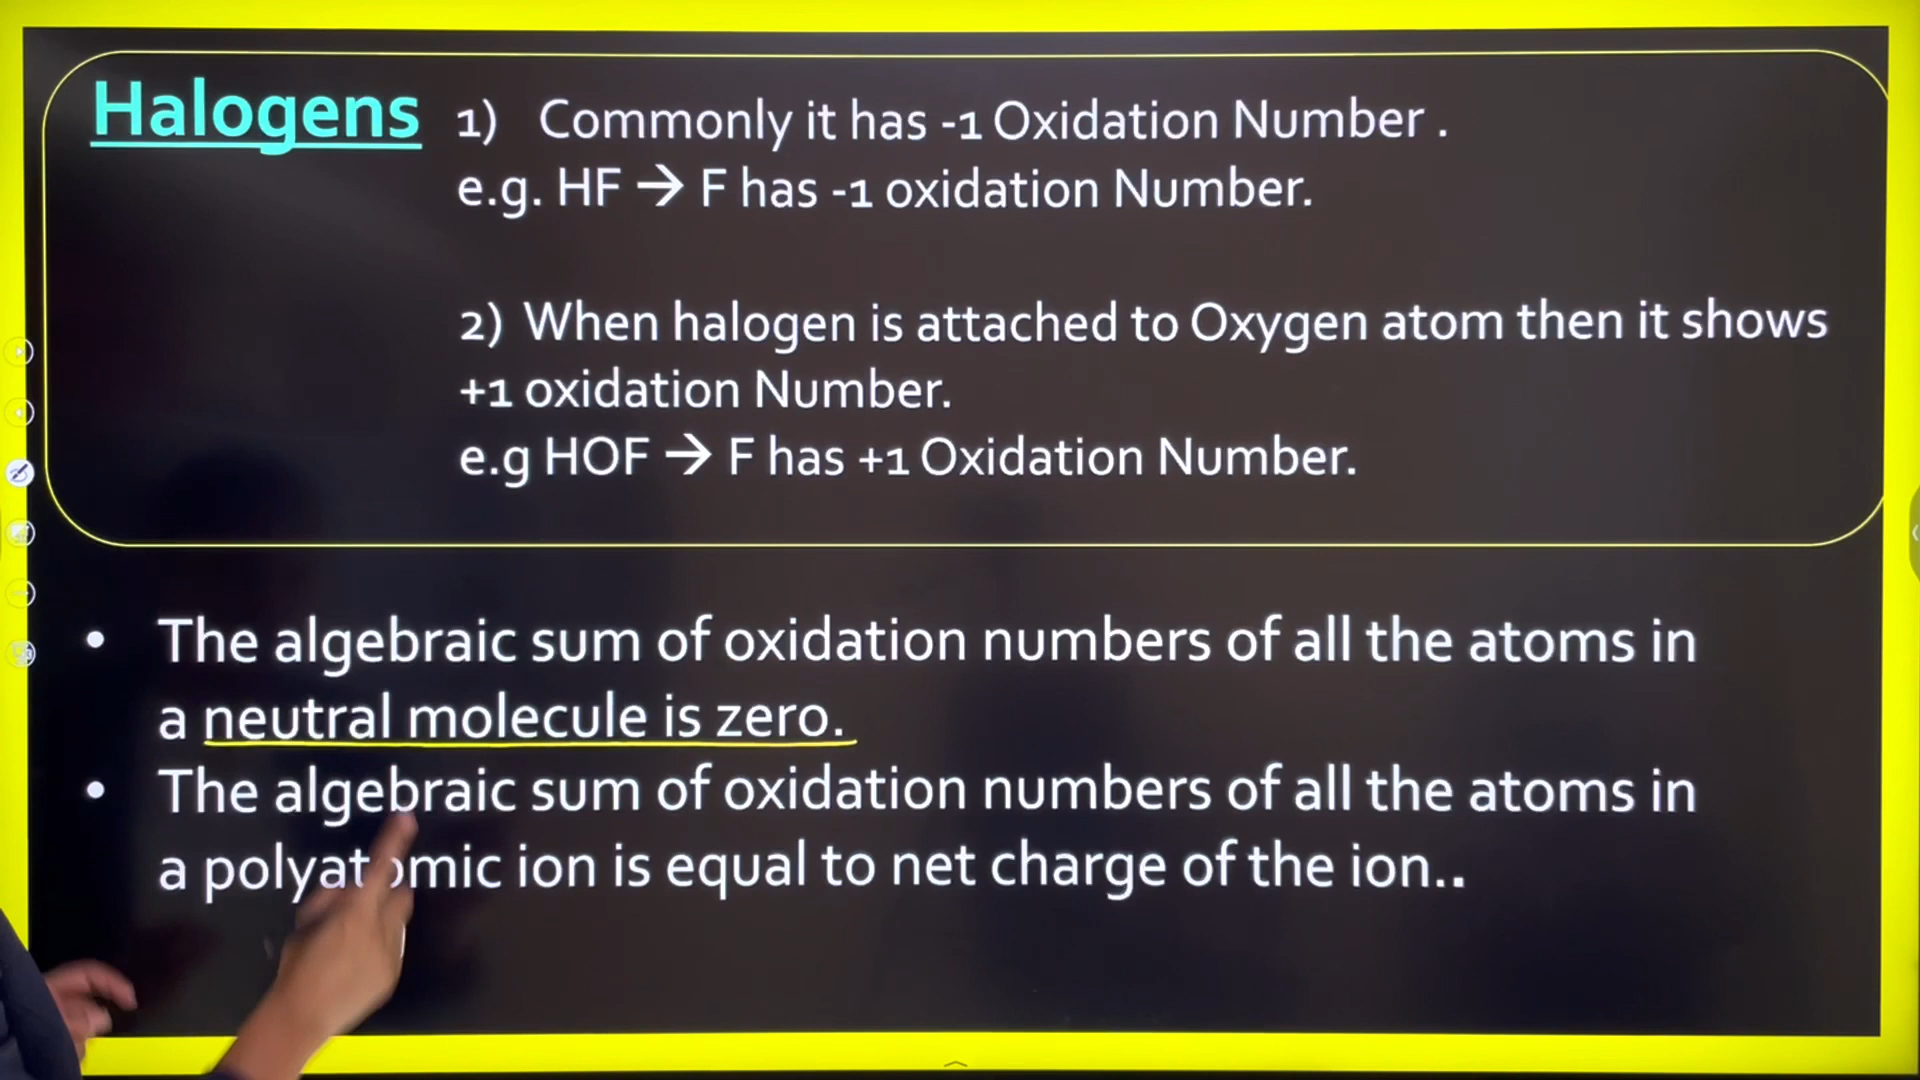 Halogens 1) Commonly it has -1 Oxidation Number .
e.g. HF → F has -1 oxidation Number.
2) When halogen is attached to Oxygen atom then it shows
+1 oxidation Number.
e.g HOF → F has +1 Oxidation Number.
• The algebraic sum of oxidation numbers of all the atoms in
a neutral molecule is zero.
• The algebraic sum of oxidation numbers of all the atoms in
a polyatomic ion is equal to net charge of the ion..